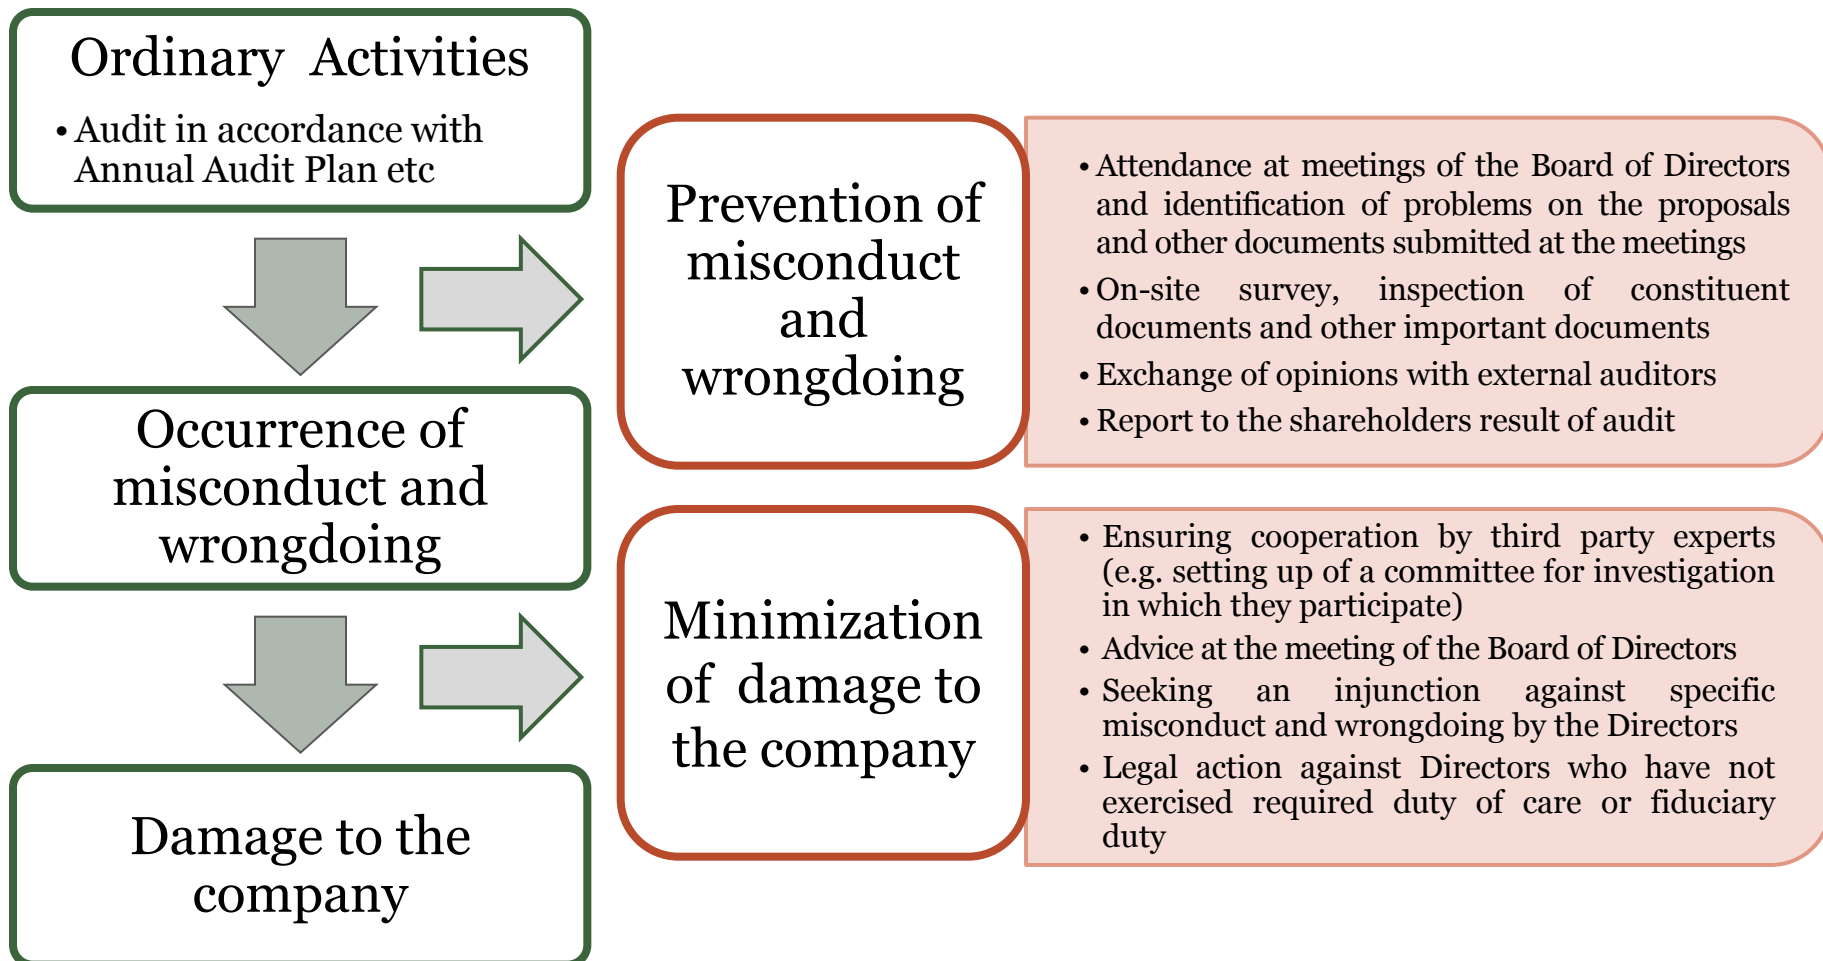 Ordinary Activities
• Audit in accordance with
Annual Audit Plan etc
Occurrence of
misconduct and
wrongdoing
Damage to the
company
Prevention of
misconduct
and
wrongdoing
• Attendance at meetings of the Board of Directors
and identification of problems on the proposals
and other documents submitted at the meetings
• On-site survey, inspection of constituent
documents and other important documents
• Exchange of opinions with external auditors
• Report to the shareholders result of audit
Minimization
of damage to
the company
• Ensuring cooperation by third party experts
(e.g. setting up of a committee for investigation
in which they participate)
• Advice at the meeting of the Board of Directors
• Seeking an injunction against specific
misconduct and wrongdoing by the Directors
• Legal action against Directors who have not
exercised required duty of care or fiduciary
duty